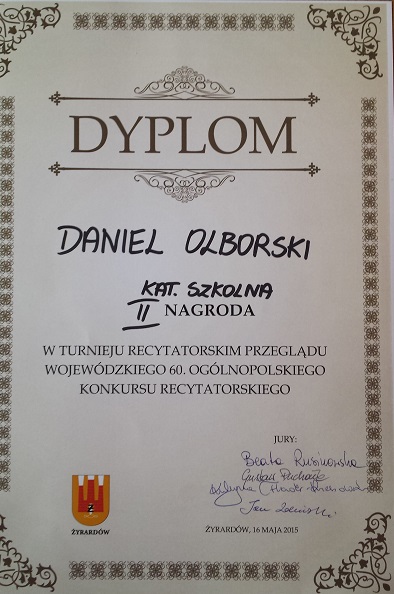 DYPLOM
DANIEL OLBORSKI
KAT. SZKOLNA
II NAGRODA
W TURNIEJU RECYTATORSKIM PRZEGLĄDU
WOJEWÓDZKIEGO 60. OGÓLNOPOLSKIEGO
KONKURSU RECYTATORSKIEGO
JURY:
Beata Rusinowska
ŻYRARDÓW
ŻYRARDÓW, 16 MAJA 2015